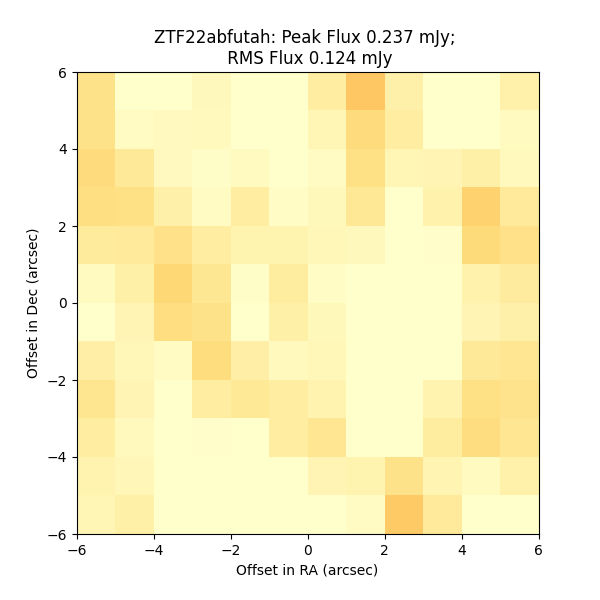 ZTF22abfutah: Peak Flux 0.237 mJy;
RMS Flux 0.124 mJy
6
4
2
0
−2
−4
−6
Offset in Dec (arcsec)
−6 −4 −2 0 2 4 6
Offset in RA (arcsec)